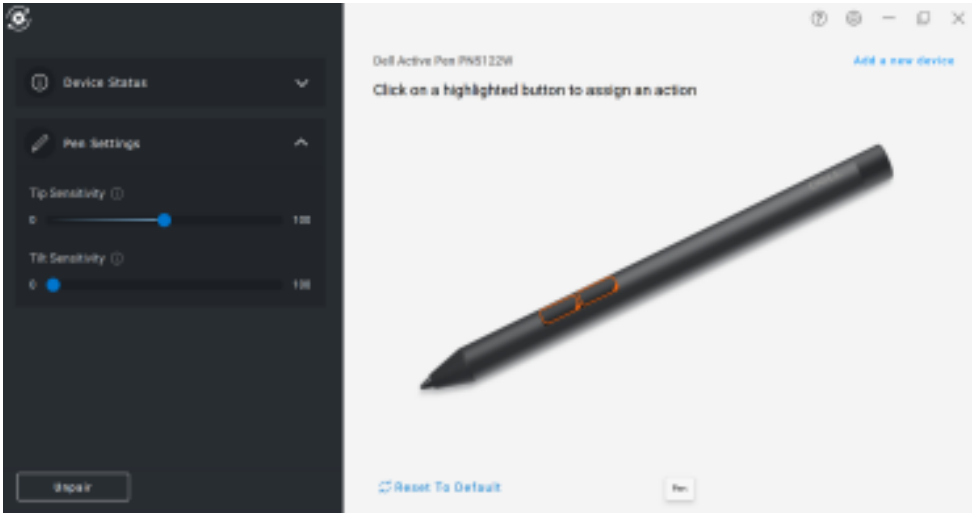 Device Status
Pen Settings
Tip Sensitivity
0 100
Tilt Sensitivity
0 100
Unpair
Dell Active Pen PN5122W
Add a new device
Click on a highlighted button to assign an action
Reset To Default
Pen